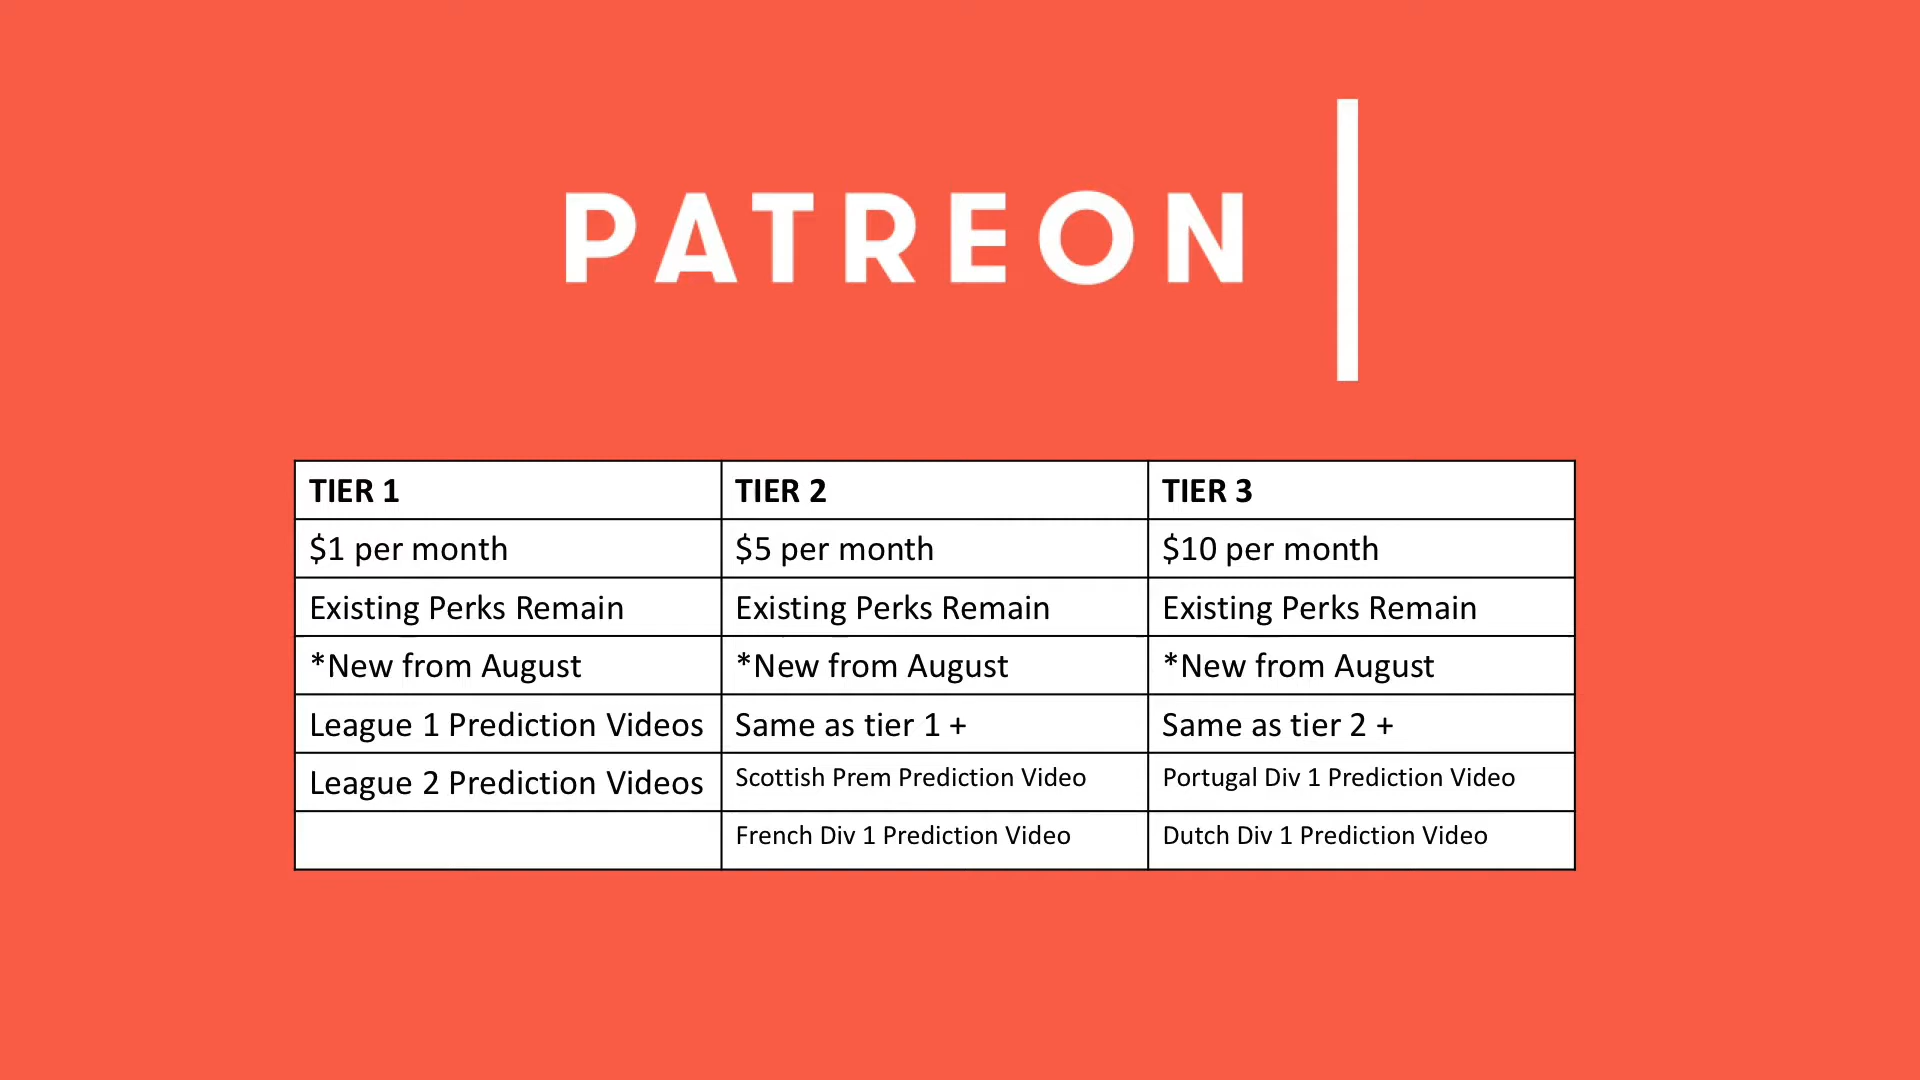 PATREON
TIER 1 TIER 2 TIER 3
$1 per month $5 per month $10 per month
Existing Perks Remain Existing Perks Remain Existing Perks Remain
*New from August *New from August *New from August
League 1 Prediction Videos Same as tier 1 + Same as tier 2 +
League 2 Prediction Videos Scottish Prem Prediction Video Portugal Div 1 Prediction Video
French Div 1 Prediction Video Dutch Div 1 Prediction Video